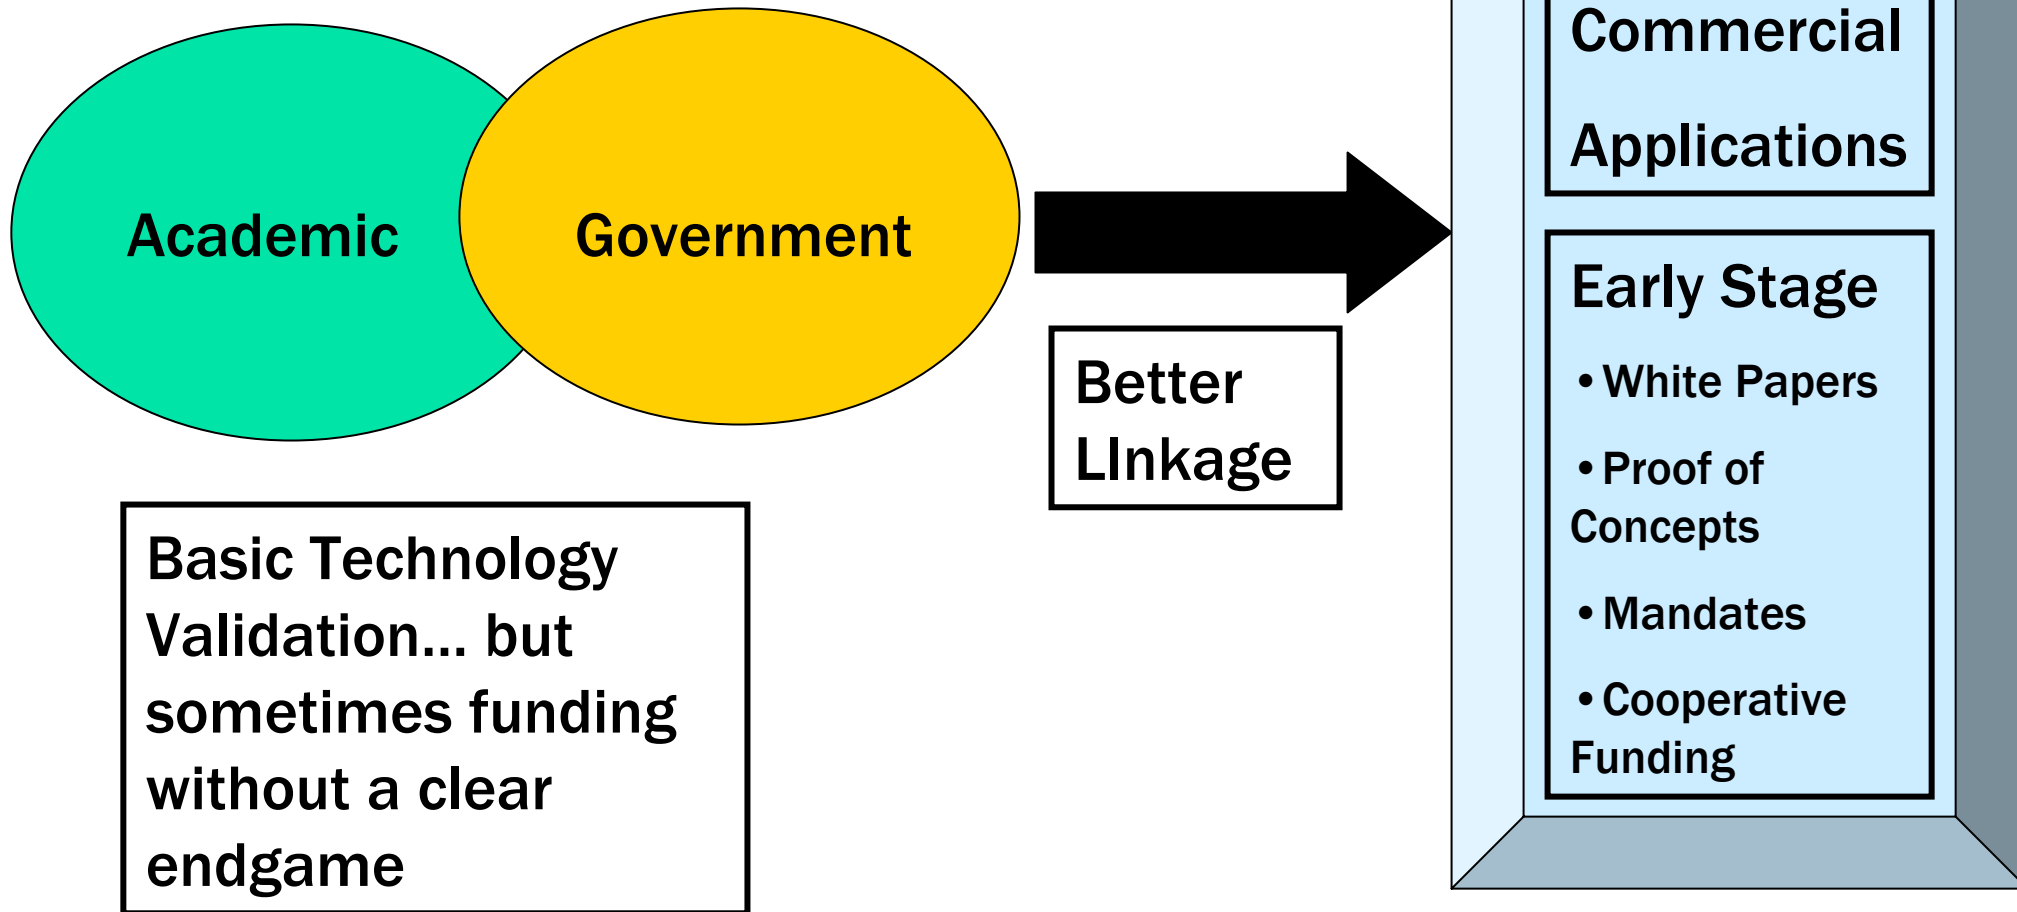 Academic
Government
Basic Technology
Validation... but
sometimes funding
without a clear
endgame
Better
LInkage
Commercial
Applications
Early Stage
•White Papers
•Proof of
Concepts
•Mandates
•Cooperative
Funding